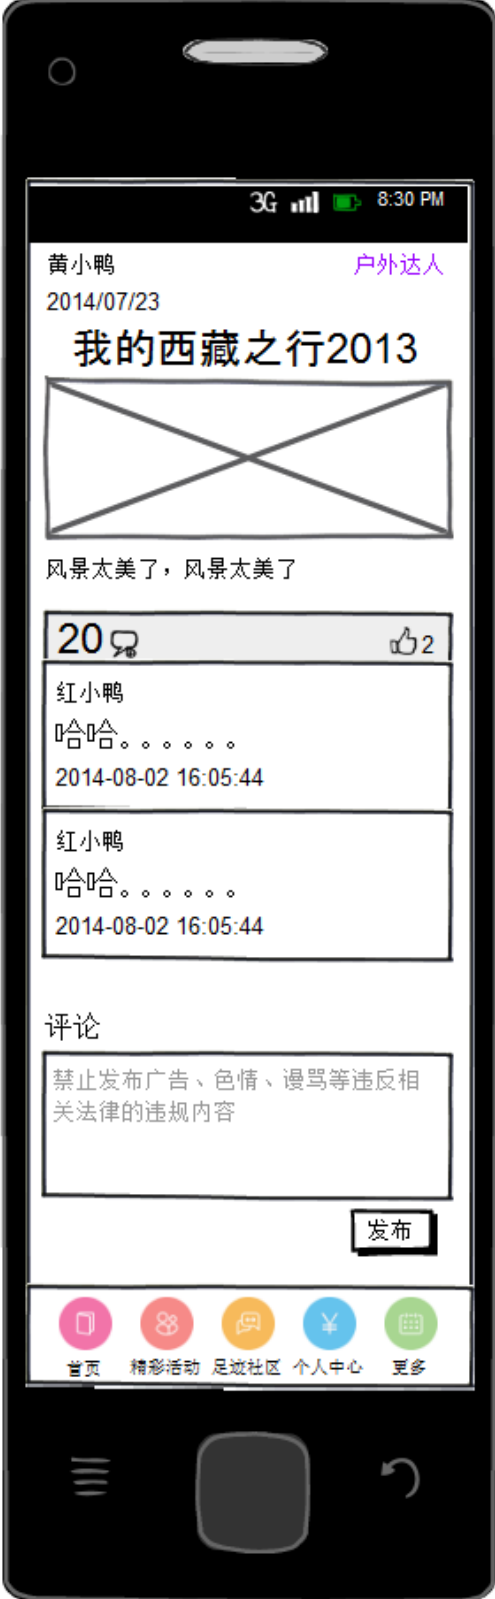 3G 8:30 PM
黄小鸭 户外达人
2014/07/23
我的西藏之行2013
风景太美了，风景太美了
20 2
红小鸭
哈哈。。。。。。
2014-08-02 16:05:44
红小鸭
哈哈。。。。。。
2014-08-02 16:05:44
评论
禁止发布广告、色情、谩骂等违反相
关法律的违规内容
发布
¥
首页 精彩活动 足迹社区 个人中心 更多